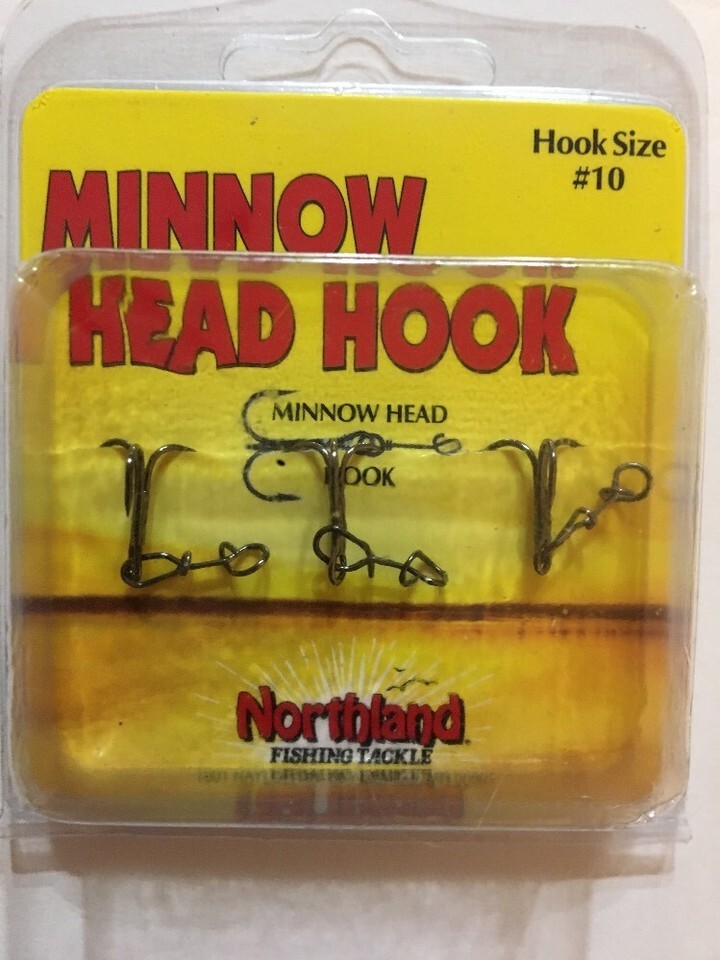 Hook Size
#10
MINNOW
HEAD HOOK
MINNOW HEAD
HOOK
Northland
FISHING TACKLE